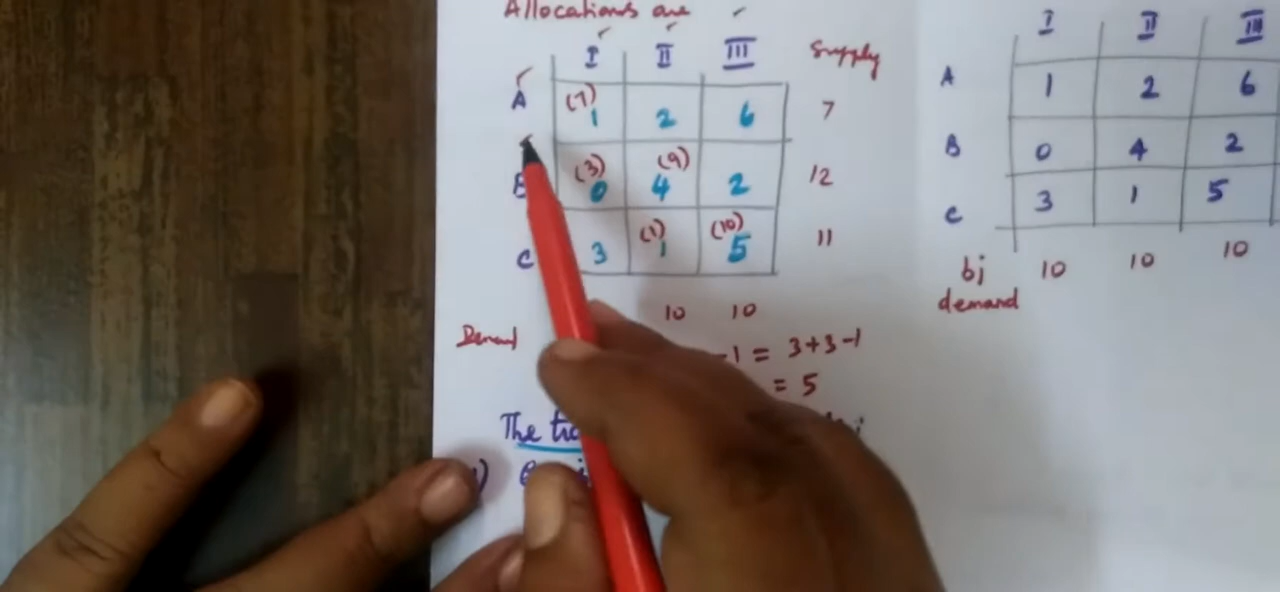 Allocations are
I II III Supply
A (7) 1 2 6 7
(3) 0 (9) 4 2 12
C 3 (1) 1 (10) 5 11
10 10
Demand
-1 = 3+3-1
= 5
The
I II III
A 1 2 6
B 0 4 2
C 3 1 5
bj 10 10 10
demand